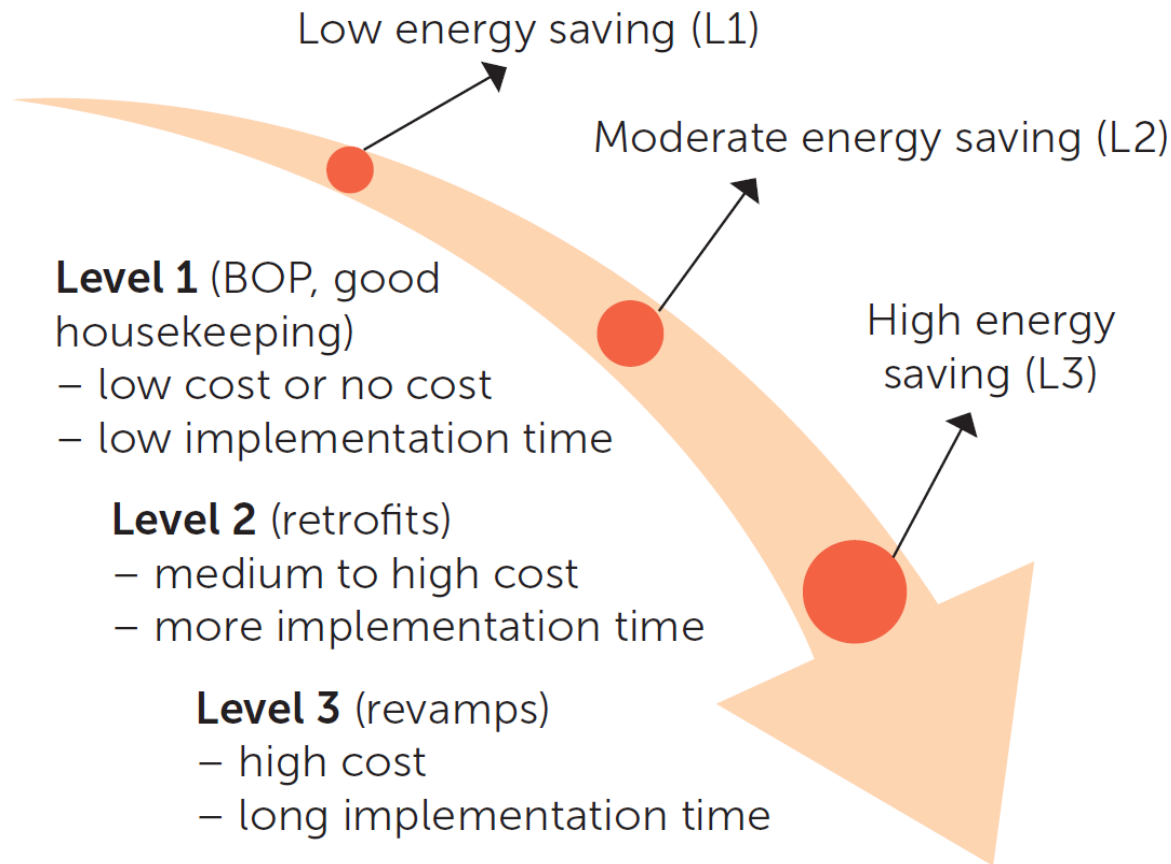 Low energy saving (L1)
Moderate energy saving (L2)
High energy
saving (L3)
Level 1 (BOP, good
housekeeping)
– low cost or no cost
– low implementation time
Level 2 (retrofits)
– medium to high cost
– more implementation time
Level 3 (revamps)
– high cost
– long implementation time